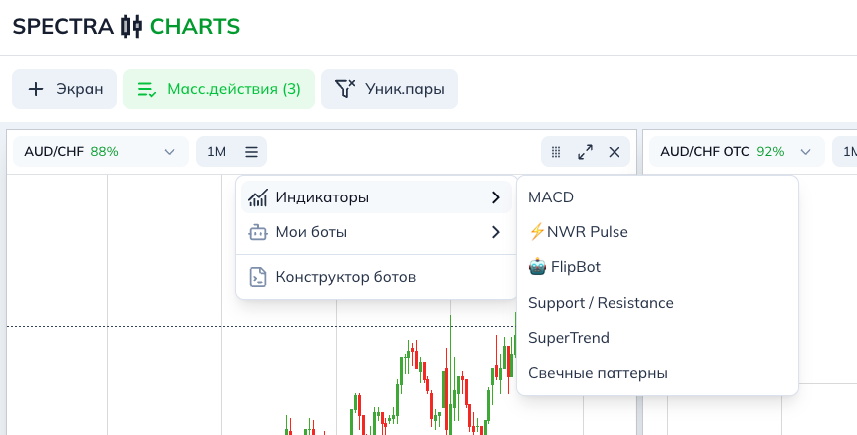 SPECTRA CHARTS
Экран Масс.действия (3) Уник.пары
AUD/CHF 88% 1M AUD/CHF OTC 92% 1M
Индикаторы
Мои боты
Конструктор ботов
MACD
⚡NWR Pulse
🤖 FlipBot
Support / Resistance
SuperTrend
Свечные паттерны